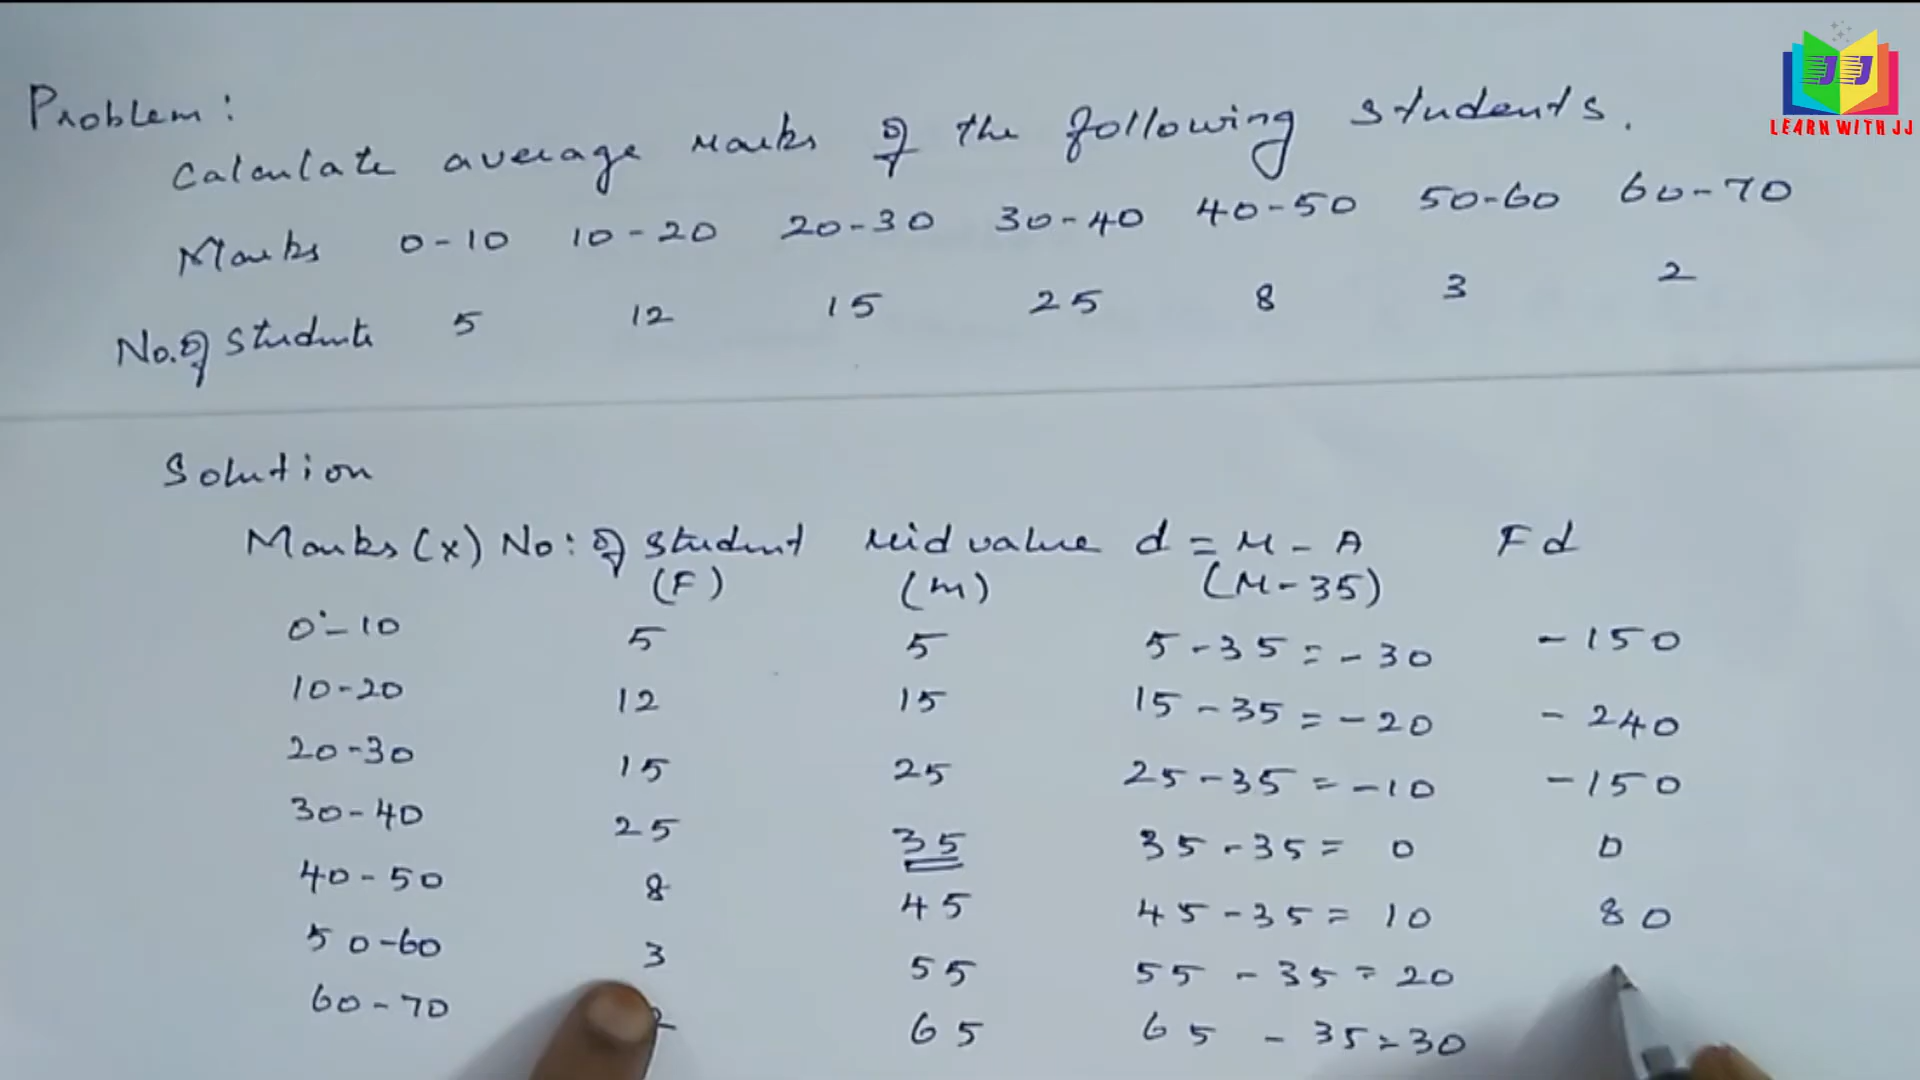 LEARN WITH JJ
Problem:
Calculate average marks of the following students.
Marks 0-10 10-20 20-30 30-40 40-50 50-60 60-70
No. of students 5 12 15 25 8 3 2
Solution
Marks (x) No: of student mid value d = M - A Fd
(F) (m) (M-35)
0-10 5 5 5-35 = -30 -150
10-20 12 15 15-35 = -20 -240
20-30 15 25 25-35 = -10 -150
30-40 25 35 35-35 = 0 0
40-50 8 45 45-35 = 10 80
50-60 3 55 55-35 = 20
60-70 2 65 65-35=30